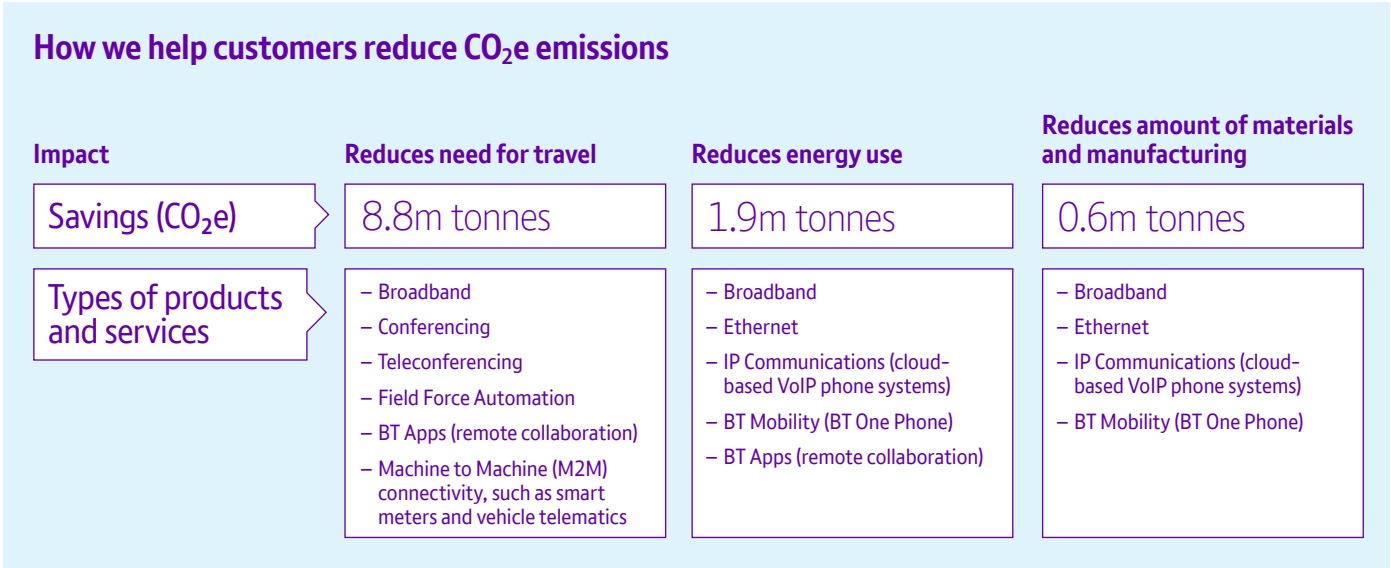 How we help customers reduce CO₂e emissions
Impact
Reduces need for travel
Reduces energy use
Reduces amount of materials
and manufacturing
Savings (CO₂e)
8.8m tonnes
1.9m tonnes
0.6m tonnes
Types of products
and services
– Broadband
– Conferencing
– Teleconferencing
– Field Force Automation
– BT Apps (remote collaboration)
– Machine to Machine (M2M)
connectivity, such as smart
meters and vehicle telematics
– Broadband
– Ethernet
– IP Communications (cloud-
based VoIP phone systems)
– BT Mobility (BT One Phone)
– BT Apps (remote collaboration)
– Broadband
– Ethernet
– IP Communications (cloud-
based VoIP phone systems)
– BT Mobility (BT One Phone)